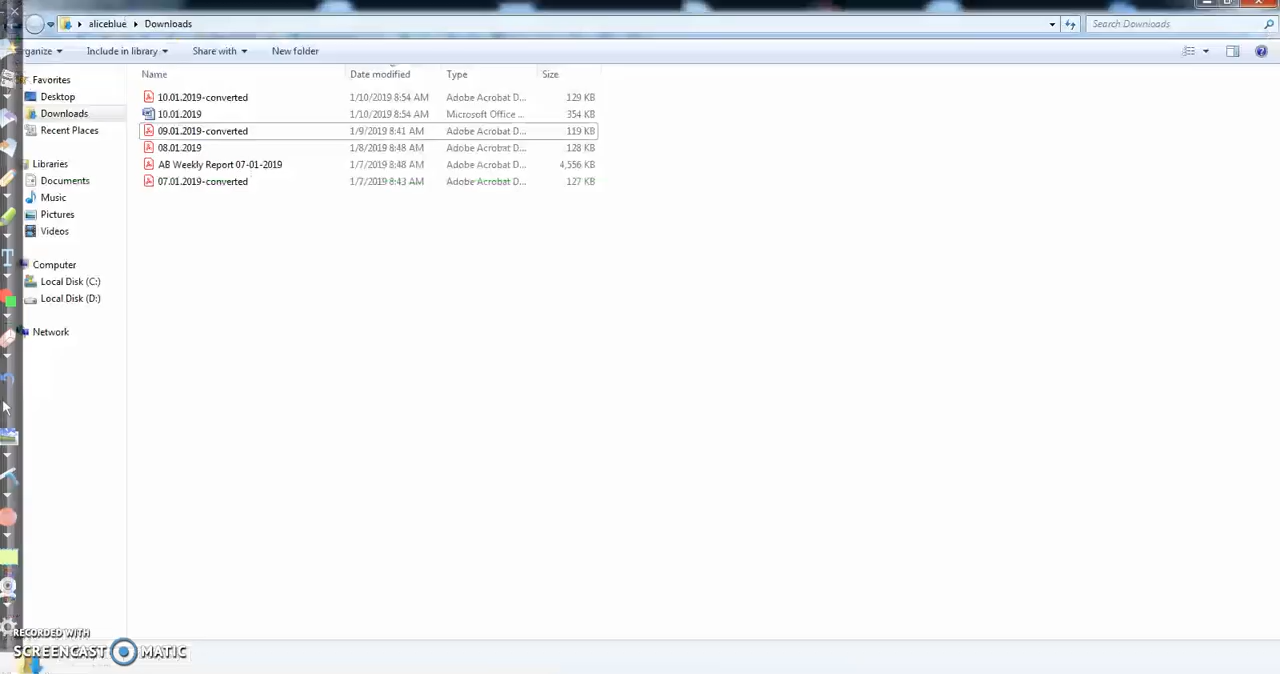 aliceblue Downloads Search Downloads
rganize Include in library Share with New folder
Name Date modified Type Size
Favorites
Desktop
Downloads
Recent Places
Libraries
Documents
Music
Pictures
Videos
Computer
Local Disk (C:)
Local Disk (D:)
Network
10.01.2019-converted 1/10/2019 8:54 AM Adobe Acrobat D... 129 KB
10.01.2019 1/10/2019 8:54 AM Microsoft Office ... 354 KB
09.01.2019-converted 1/9/2019 8:41 AM Adobe Acrobat D... 119 KB
08.01.2019 1/8/2019 8:48 AM Adobe Acrobat D... 128 KB
AB Weekly Report 07-01-2019 1/7/2019 8:48 AM Adobe Acrobat D... 4,556 KB
07.01.2019-converted 1/7/2019 8:43 AM Adobe Acrobat D... 127 KB
RECORDED WITH
SCREENCAST MATIC